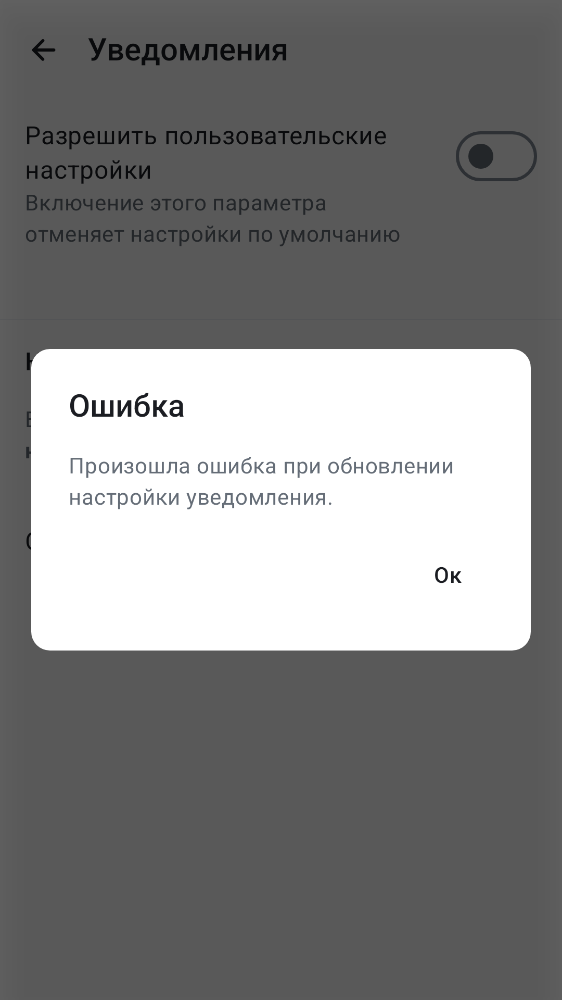 Уведомления
Разрешить пользовательские
настройки
Включение этого параметра
отменяет настройки по умолчанию
Ошибка
Произошла ошибка при обновлении
настройки уведомления.
Ок